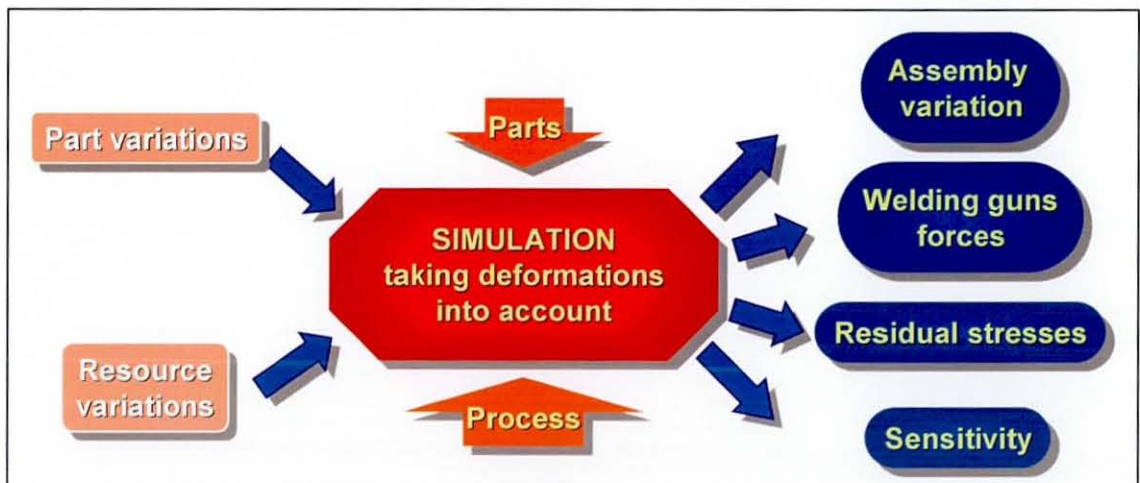 Part variations
Resource
variations
Parts
SIMULATION
taking deformations
into account
Process
Assembly
variation
Welding guns
forces
Residual stresses
Sensitivity